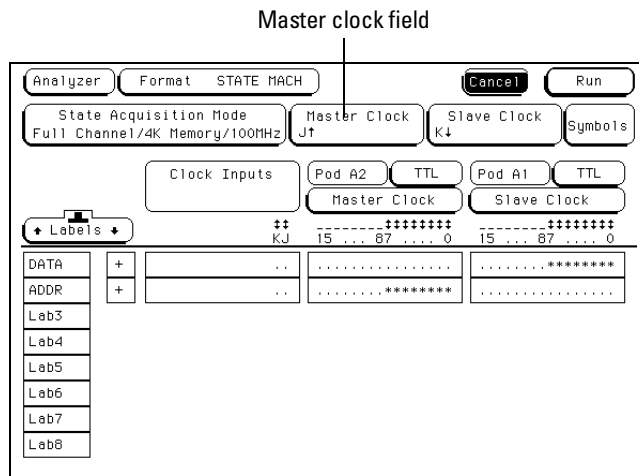 Master clock field
Analyzer Format STATE MACH Cancel Run
State Acquisition Mode
Full Channel/4K Memory/100MHz
Master Clock
J↑
Slave Clock
K↓
Symbols
Clock Inputs
Pod A2 TTL
Master Clock
Pod A1 TTL
Slave Clock
↑ Labels ↓
↕↕
KJ
________↕↕↕↕↕↕↕↕
15 ... 87 .... 0
________↕↕↕↕↕↕↕↕
15 ... 87 .... 0
DATA + .. ................ ........********
ADDR + .. ........******** ................
Lab3
Lab4
Lab5
Lab6
Lab7
Lab8